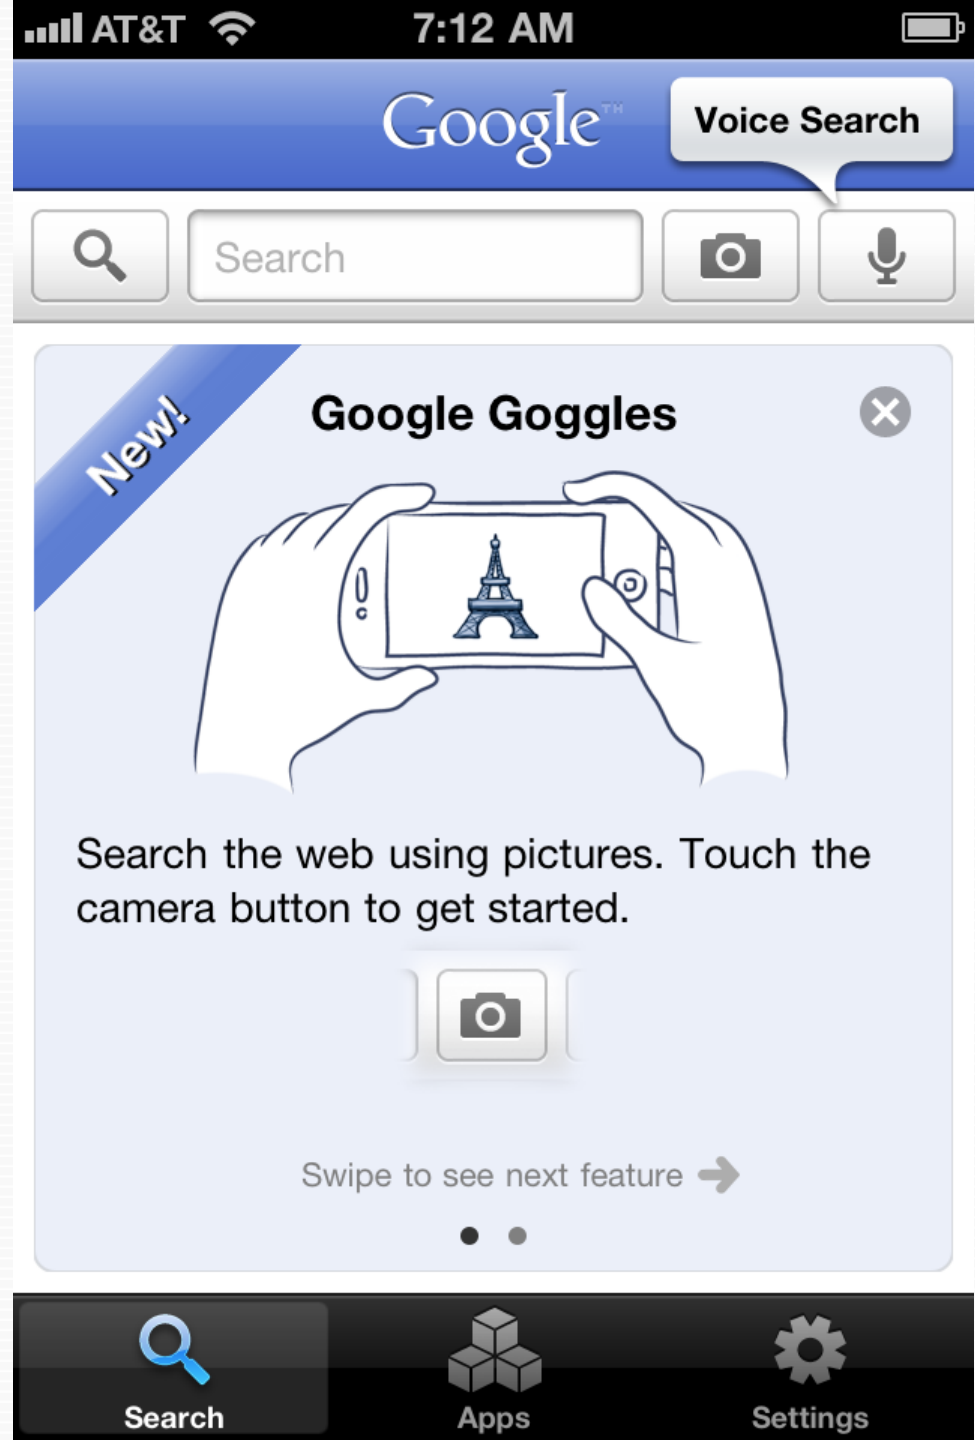 AT&T 7:12 AM
Google™ Voice Search
Search
New!
Google Goggles
Search the web using pictures. Touch the
camera button to get started.
Swipe to see next feature
Search Apps Settings